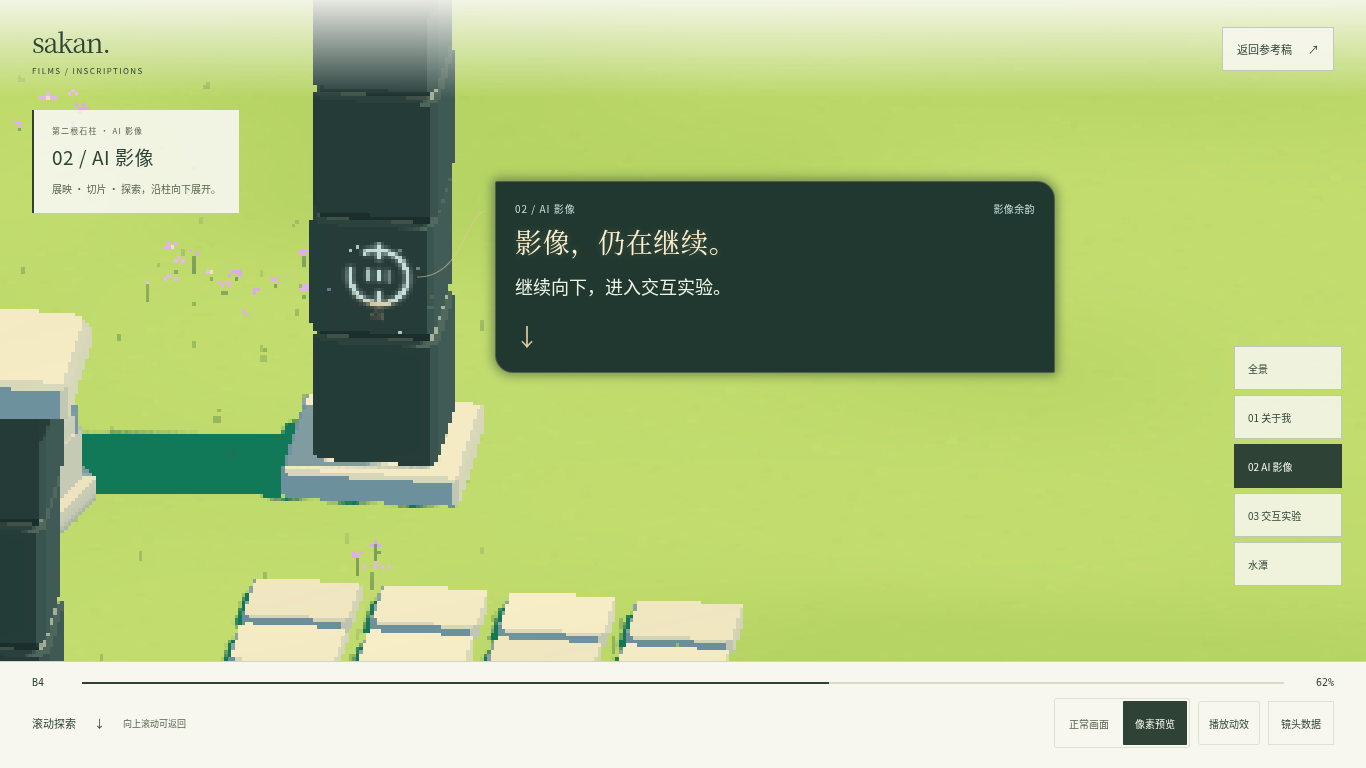 sakan.
FILMS / INSCRIPTIONS
返回参考稿 ↗
第二根石柱 · AI 影像
02 / AI 影像
展映 · 切片 · 探索，沿柱向下展开。
02 / AI 影像
影像余韵
影像，仍在继续。
继续向下，进入交互实验。
↓
全景
01 关于我
02 AI 影像
03 交互实验
水潭
B4
62%
滚动探索 ↓ 向上滚动可返回
正常画面 像素预览 播放动效 镜头数据